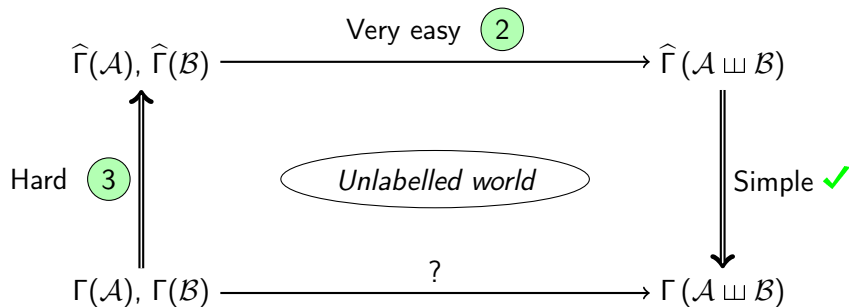 Very easy 2
Γ̂(𝒜), Γ̂(ℬ) Γ̂ (𝒜 ⧢ ℬ)
Hard 3 Unlabelled world Simple ✓
?
Γ(𝒜), Γ(ℬ) Γ (𝒜 ⧢ ℬ)